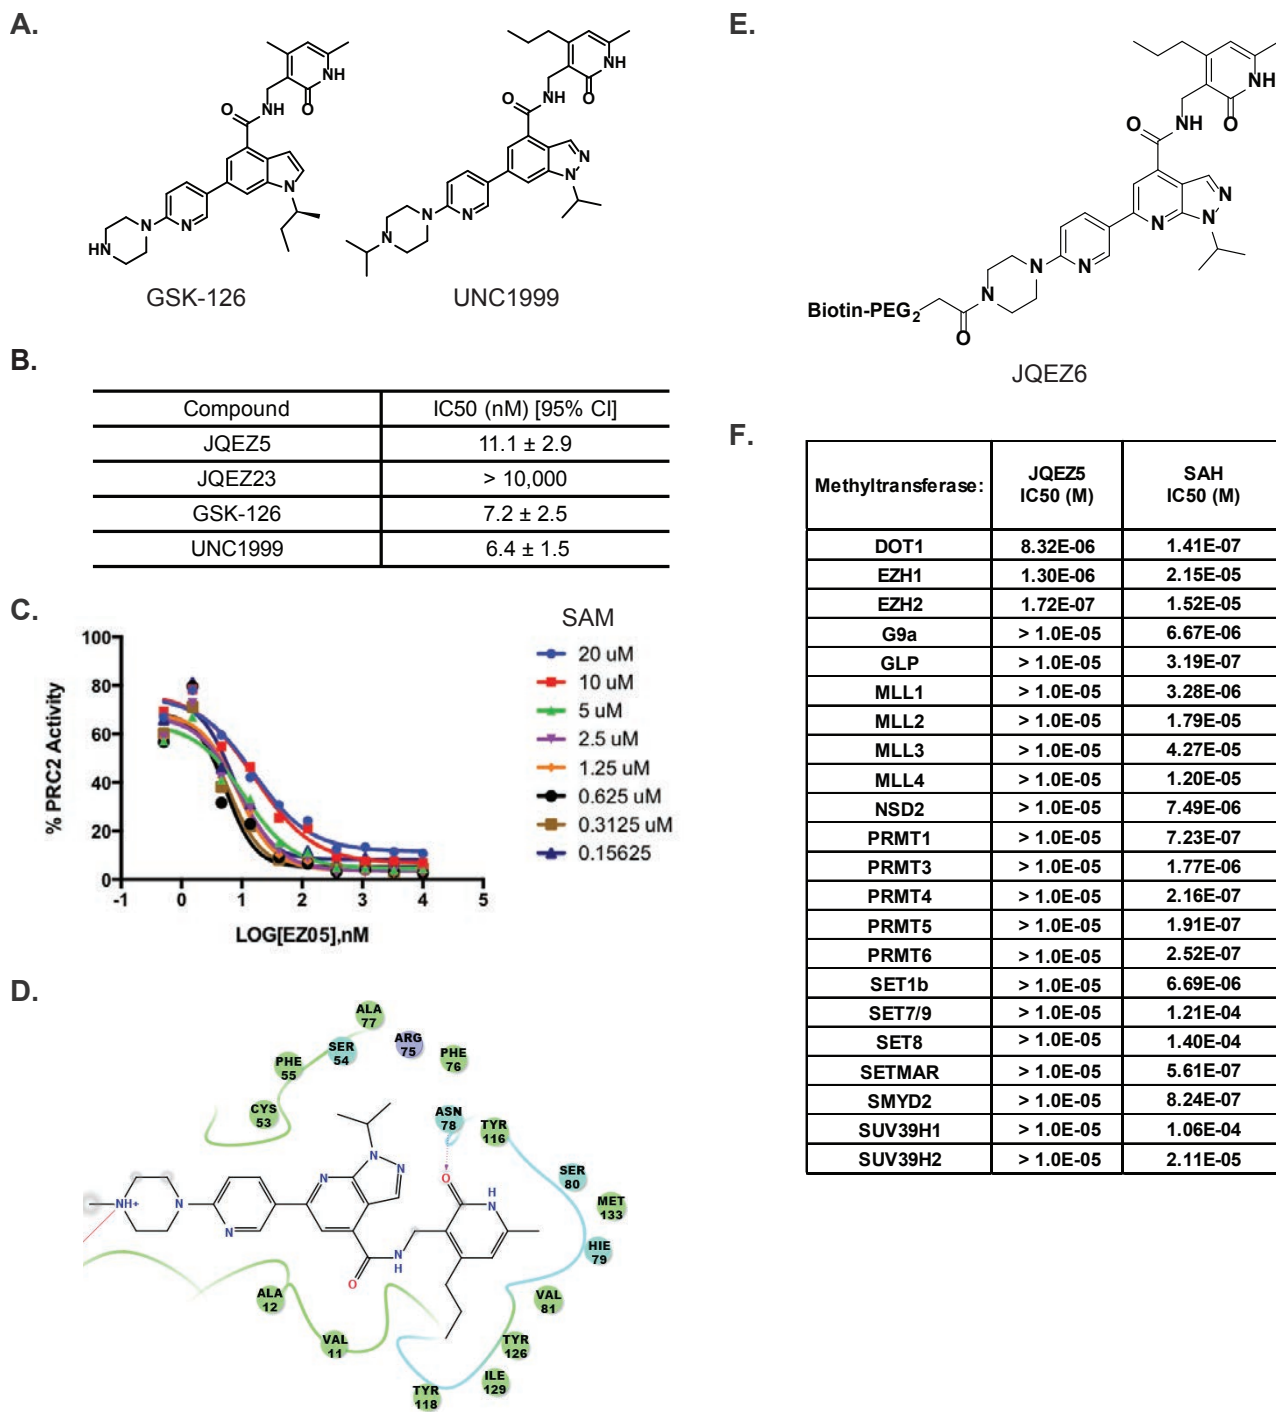 A.
GSK-126
UNC1999
B.
Compound IC50 (nM) [95% CI]
JQEZ5 11.1 ± 2.9
JQEZ23 > 10,000
GSK-126 7.2 ± 2.5
UNC1999 6.4 ± 1.5
C.
% PRC2 Activity
100
80
60
40
20
0
-1 0 1 2 3 4 5
LOG[EZ05],nM
SAM
20 uM
10 uM
5 uM
2.5 uM
1.25 uM
0.625 uM
0.3125 uM
0.15625
D.
ALA 77
SER 54
ARG 75
PHE 76
PHE 55
CYS 53
ASN 78
TYR 116
SER 80
MET 133
HIE 79
VAL 81
ALA 12
VAL 11
TYR 126
ILE 129
TYR 118
E.
Biotin-PEG2
JQEZ6
F.
Methyltransferase: JQEZ5 IC50 (M) SAH IC50 (M)
DOT1 8.32E-06 1.41E-07
EZH1 1.30E-06 2.15E-05
EZH2 1.72E-07 1.52E-05
G9a > 1.0E-05 6.67E-06
GLP > 1.0E-05 3.19E-07
MLL1 > 1.0E-05 3.28E-06
MLL2 > 1.0E-05 1.79E-05
MLL3 > 1.0E-05 4.27E-05
MLL4 > 1.0E-05 1.20E-05
NSD2 > 1.0E-05 7.49E-06
PRMT1 > 1.0E-05 7.23E-07
PRMT3 > 1.0E-05 1.77E-06
PRMT4 > 1.0E-05 2.16E-07
PRMT5 > 1.0E-05 1.91E-07
PRMT6 > 1.0E-05 2.52E-07
SET1b > 1.0E-05 6.69E-06
SET7/9 > 1.0E-05 1.21E-04
SET8 > 1.0E-05 1.40E-04
SETMAR > 1.0E-05 5.61E-07
SMYD2 > 1.0E-05 8.24E-07
SUV39H1 > 1.0E-05 1.06E-04
SUV39H2 > 1.0E-05 2.11E-05